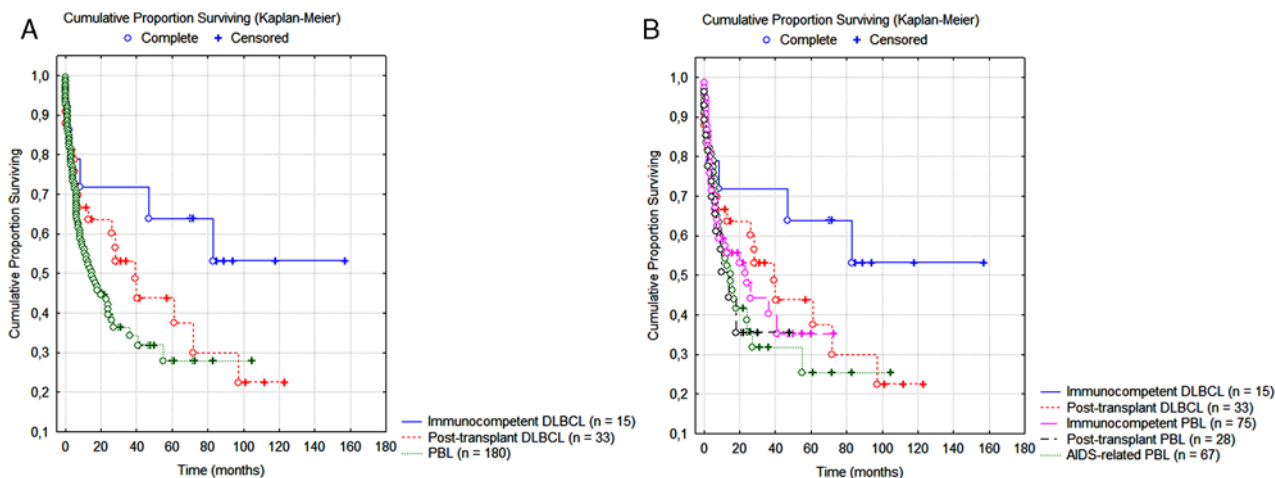 A
Cumulative Proportion Surviving (Kaplan-Meier)
Complete Censored
Cumulative Proportion Surviving
1,0
0,9
0,8
0,7
0,6
0,5
0,4
0,3
0,2
0,1
0 20 40 60 80 100 120 140 160 180
Time (months)
Immunocompetent DLBCL (n = 15)
Post-transplant DLBCL (n = 33)
PBL (n = 180)
B
Cumulative Proportion Surviving (Kaplan-Meier)
Complete Censored
Cumulative Proportion Surviving
1,0
0,9
0,8
0,7
0,6
0,5
0,4
0,3
0,2
0,1
0 20 40 60 80 100 120 140 160 180
Time (months)
Immunocompetent DLBCL (n = 15)
Post-transplant DLBCL (n = 33)
Immunocompetent PBL (n = 75)
Post-transplant PBL (n = 28)
AIDS-related PBL (n = 67)